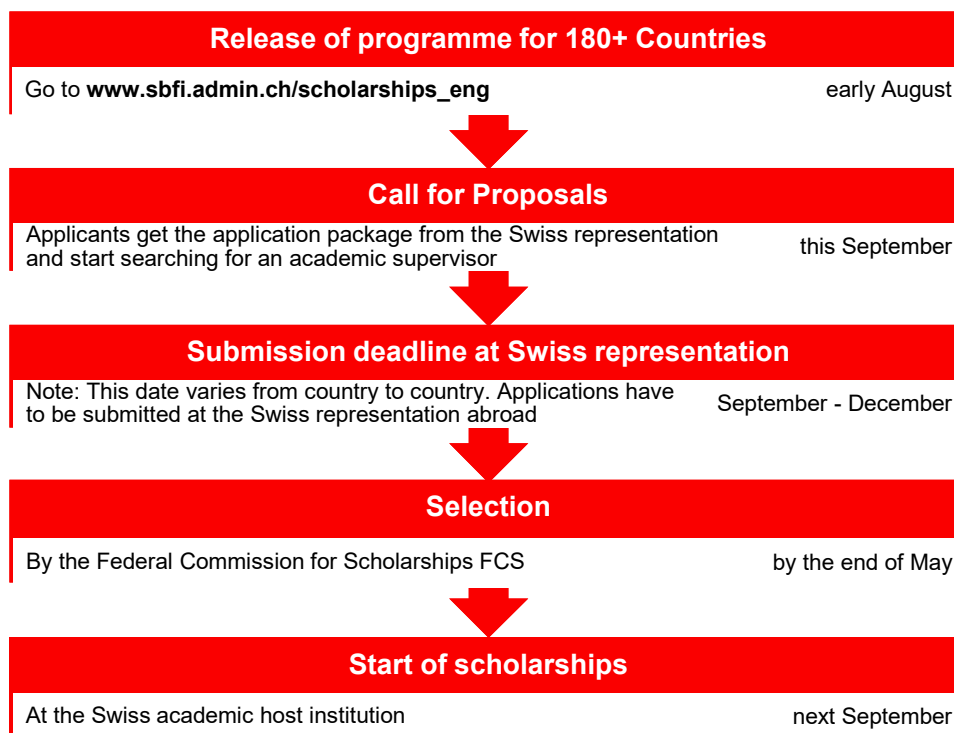 Release of programme for 180+ Countries
Go to www.sbfi.admin.ch/scholarships_eng early August
Call for Proposals
Applicants get the application package from the Swiss representation
and start searching for an academic supervisor
this September
Submission deadline at Swiss representation
Note: This date varies from country to country. Applications have
to be submitted at the Swiss representation abroad
September - December
Selection
By the Federal Commission for Scholarships FCS by the end of May
Start of scholarships
At the Swiss academic host institution next September